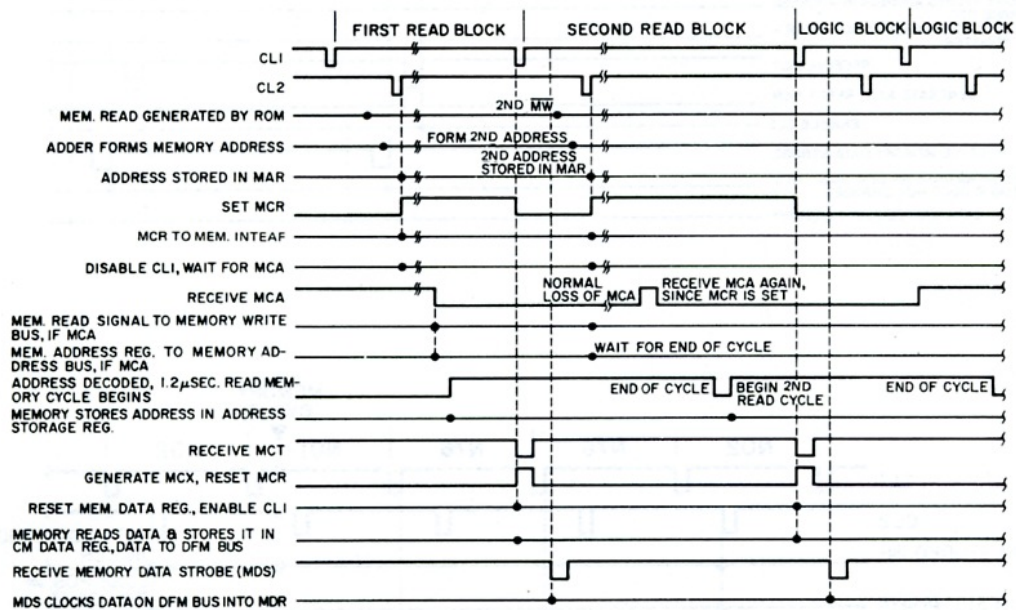 FIRST READ BLOCK
SECOND READ BLOCK
LOGIC BLOCK
LOGIC BLOCK
CL1
CL2
MEM. READ GENERATED BY ROM
2ND MW
ADDER FORMS MEMORY ADDRESS
FORM 2ND ADDRESS
ADDRESS STORED IN MAR
2ND ADDRESS
STORED IN MAR
SET MCR
MCR TO MEM. INTEAF
DISABLE CLI, WAIT FOR MCA
RECEIVE MCA
NORMAL
LOSS OF MCA
RECEIVE MCA AGAIN,
SINCE MCR IS SET
MEM. READ SIGNAL TO MEMORY WRITE
BUS, IF MCA
MEM. ADDRESS REG. TO MEMORY AD-
DRESS BUS, IF MCA
WAIT FOR END OF CYCLE
ADDRESS DECODED, 1.2µSEC. READ MEM-
ORY CYCLE BEGINS
END OF CYCLE
BEGIN 2ND
READ CYCLE
END OF CYCLE
MEMORY STORES ADDRESS IN ADDRESS
STORAGE REG.
RECEIVE MCT
GENERATE MCX, RESET MCR
RESET MEM. DATA REG., ENABLE CLI
MEMORY READS DATA & STORES IT IN
CM DATA REG., DATA TO DFM BUS
RECEIVE MEMORY DATA STROBE (MDS)
MDS CLOCKS DATA ON DFM BUS INTO MDR